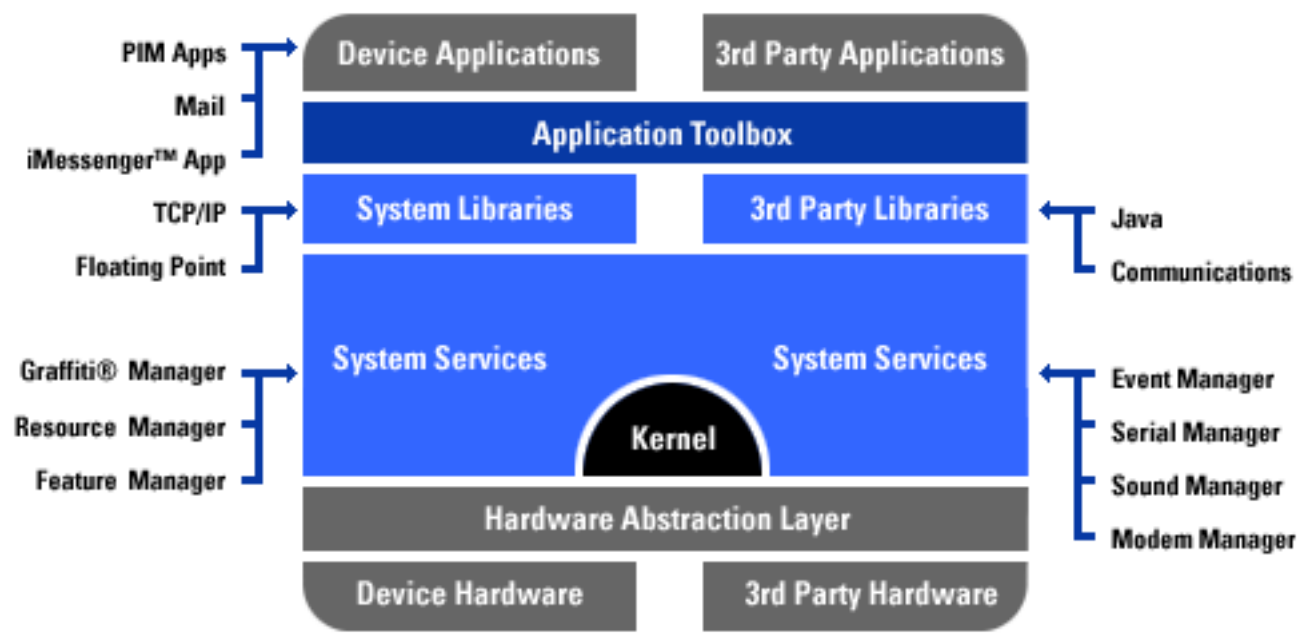 PIM Apps
Mail
iMessenger™ App
Device Applications
3rd Party Applications
Application Toolbox
TCP/IP
Floating Point
System Libraries
3rd Party Libraries
Java
Communications
Graffiti® Manager
Resource Manager
Feature Manager
System Services
System Services
Kernel
Event Manager
Serial Manager
Sound Manager
Modem Manager
Hardware Abstraction Layer
Device Hardware
3rd Party Hardware